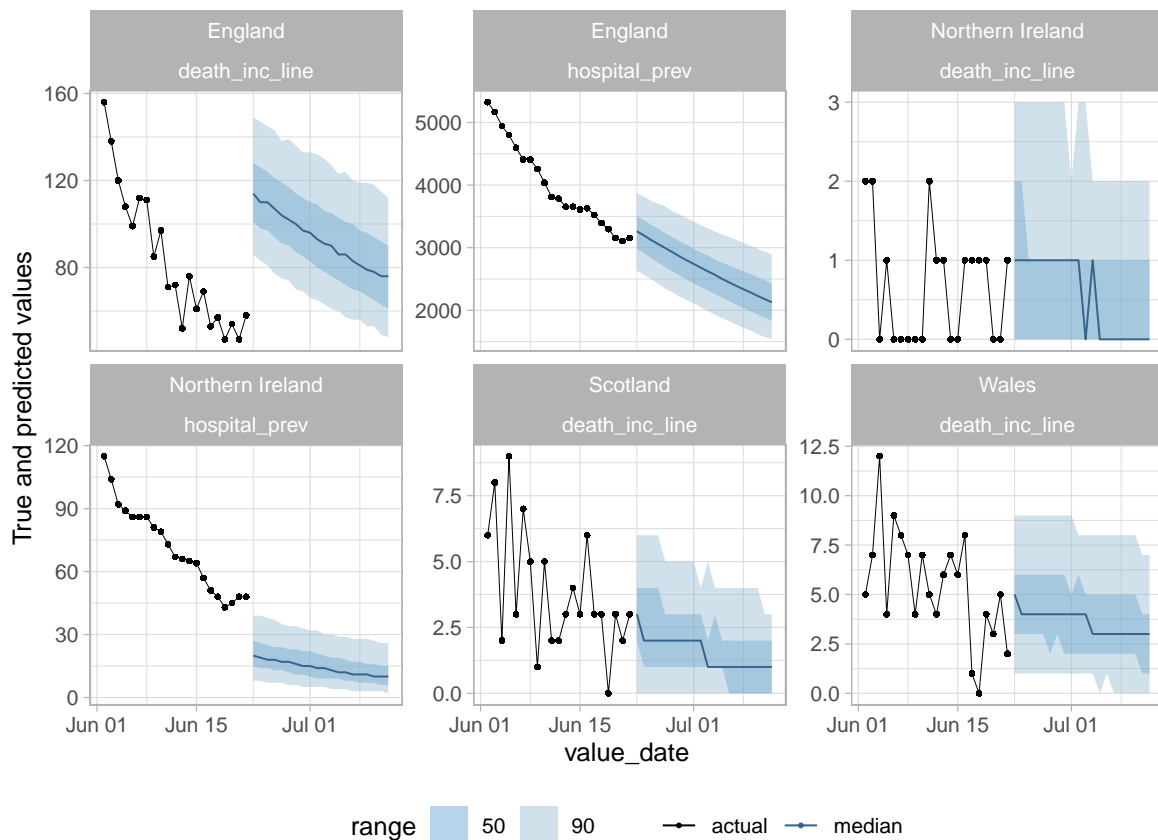 England
death_inc_line
England
hospital_prev
Northern Ireland
death_inc_line
160
120
80
5000
4000
3000
2000
3
2
1
0
Northern Ireland
hospital_prev
Scotland
death_inc_line
Wales
death_inc_line
120
90
60
30
0
7.5
5.0
2.5
0.0
12.5
10.0
7.5
5.0
2.5
0.0
Jun 01 Jun 15 Jul 01
Jun 01 Jun 15 Jul 01
Jun 01 Jun 15 Jul 01
True and predicted values
value_date
range 50 90 actual median